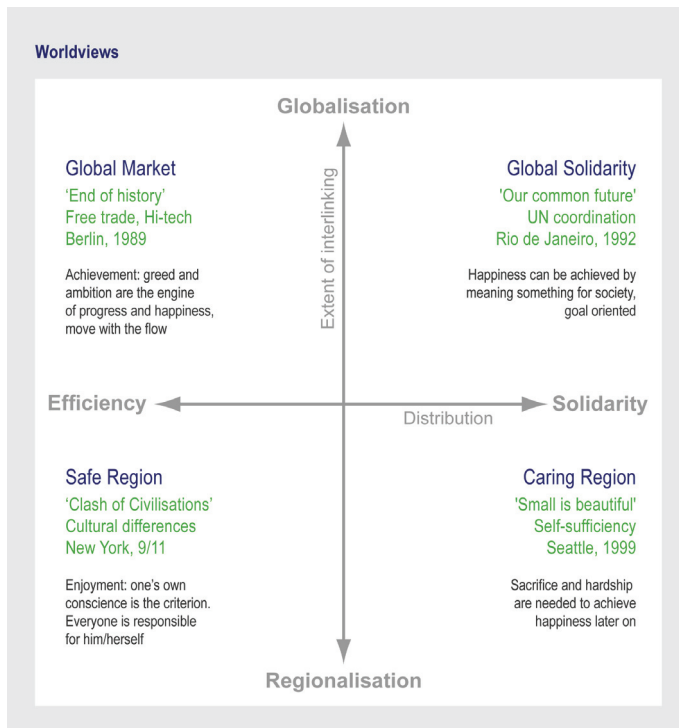 Worldviews
Globalisation
Global Market
‘End of history’
Free trade, Hi-tech
Berlin, 1989
Achievement: greed and
ambition are the engine
of progress and happiness,
move with the flow
Extent of interlinking
Global Solidarity
'Our common future'
UN coordination
Rio de Janeiro, 1992
Happiness can be achieved by
meaning something for society,
goal oriented
Efficiency
Distribution
Solidarity
Safe Region
‘Clash of Civilisations’
Cultural differences
New York, 9/11
Enjoyment: one’s own
conscience is the criterion.
Everyone is responsible
for him/herself
Caring Region
'Small is beautiful'
Self-sufficiency
Seattle, 1999
Sacrifice and hardship
are needed to achieve
happiness later on
Regionalisation